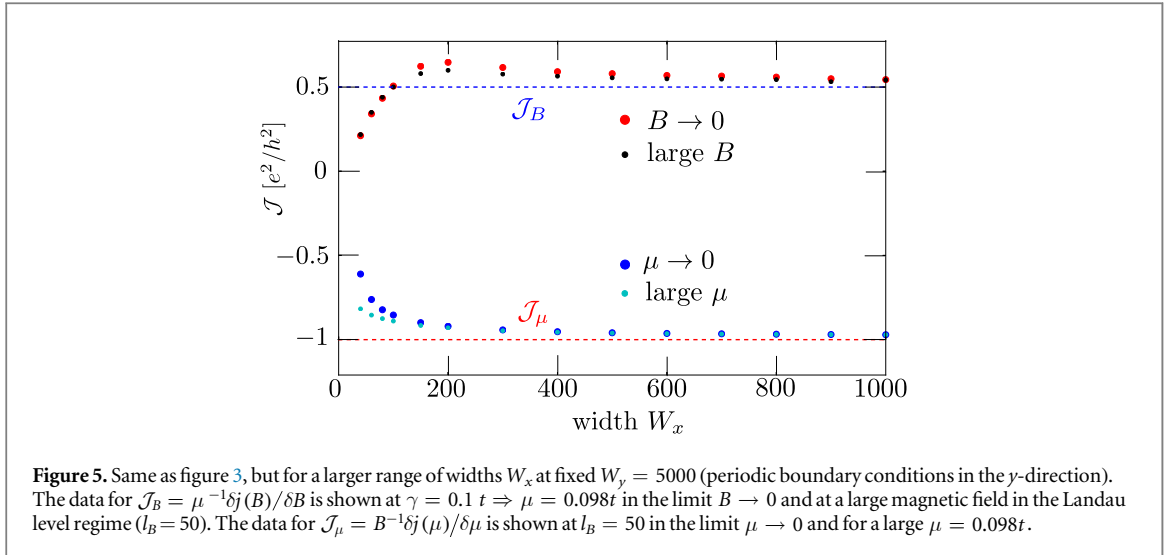 0.5
𝒥_B
B → 0
large B
0
𝒥 [e²/h²]
−0.5
μ → 0
large μ
𝒥_μ
−1
0 200 400 600 800 1000
width W_x
Figure 5. Same as figure 3, but for a larger range of widths W_x at fixed W_y = 5000 (periodic boundary conditions in the y-direction).
The data for 𝒥_B = μ⁻¹δj(B)/δB is shown at γ = 0.1 t ⇒ μ = 0.098t in the limit B → 0 and at a large magnetic field in the Landau
level regime (l_B = 50). The data for 𝒥_μ = B⁻¹δj(μ)/δμ is shown at l_B = 50 in the limit μ → 0 and for a large μ = 0.098t.